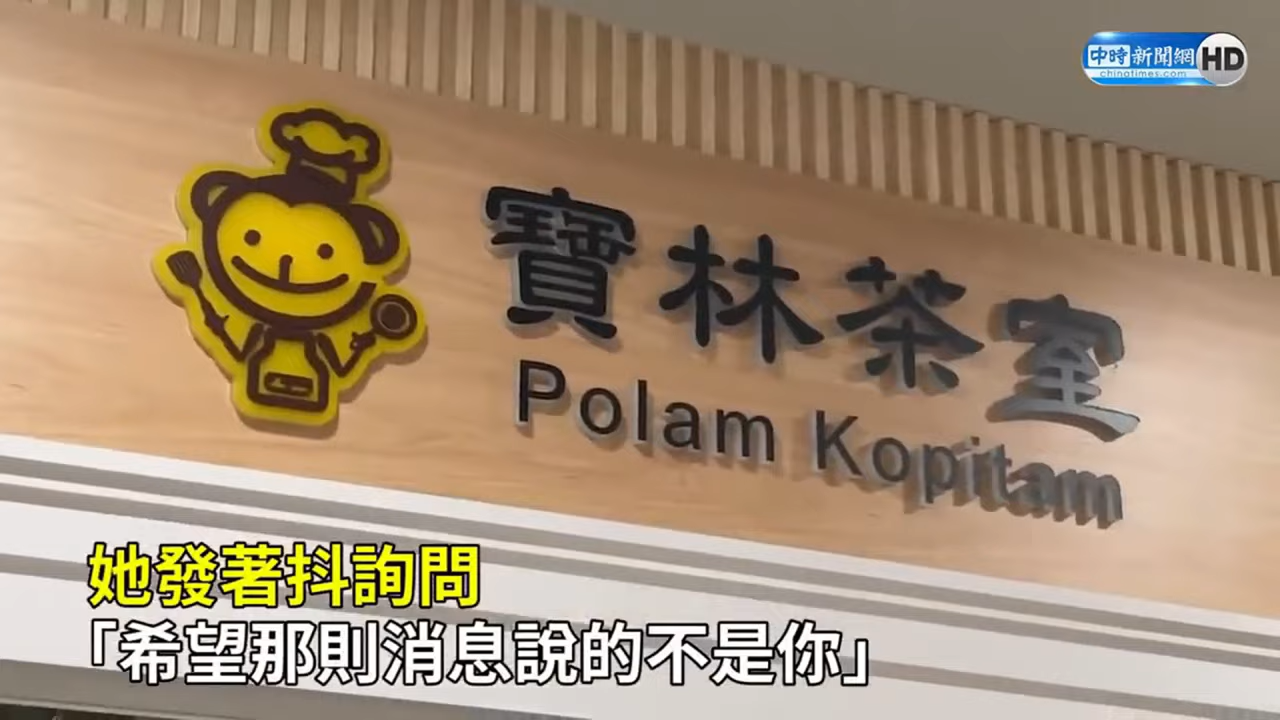 中時新聞網 HD
chinatimes.com
寶林茶室
Polam Kopitam
她發著抖詢問
「希望那則消息說的不是你」